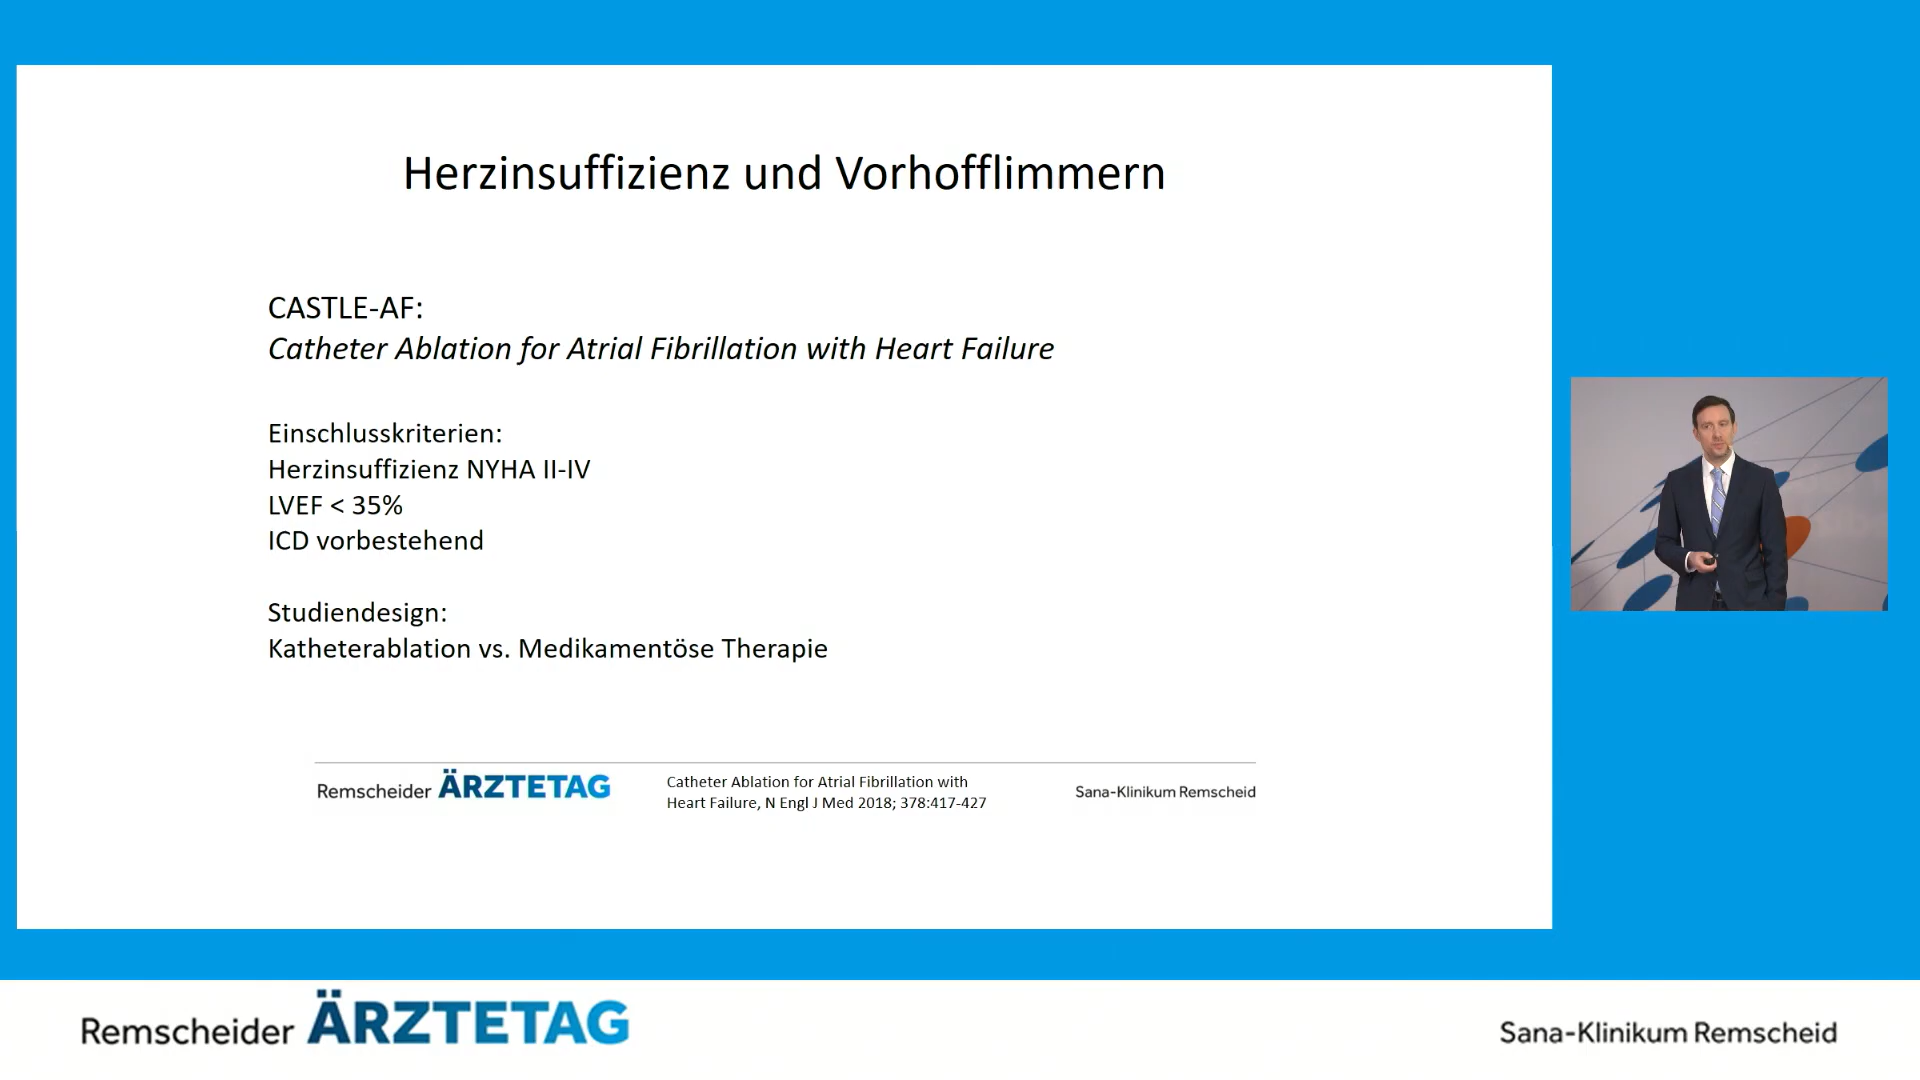 Herzinsuffizienz und Vorhofflimmern
CASTLE-AF:
Catheter Ablation for Atrial Fibrillation with Heart Failure
Einschlusskriterien:
Herzinsuffizienz NYHA II-IV
LVEF < 35%
ICD vorbestehend
Studiendesign:
Katheterablation vs. Medikamentöse Therapie
Remscheider ÄRZTETAG
Catheter Ablation for Atrial Fibrillation with
Heart Failure, N Engl J Med 2018; 378:417-427
Sana-Klinikum Remscheid
Remscheider ÄRZTETAG
Sana-Klinikum Remscheid